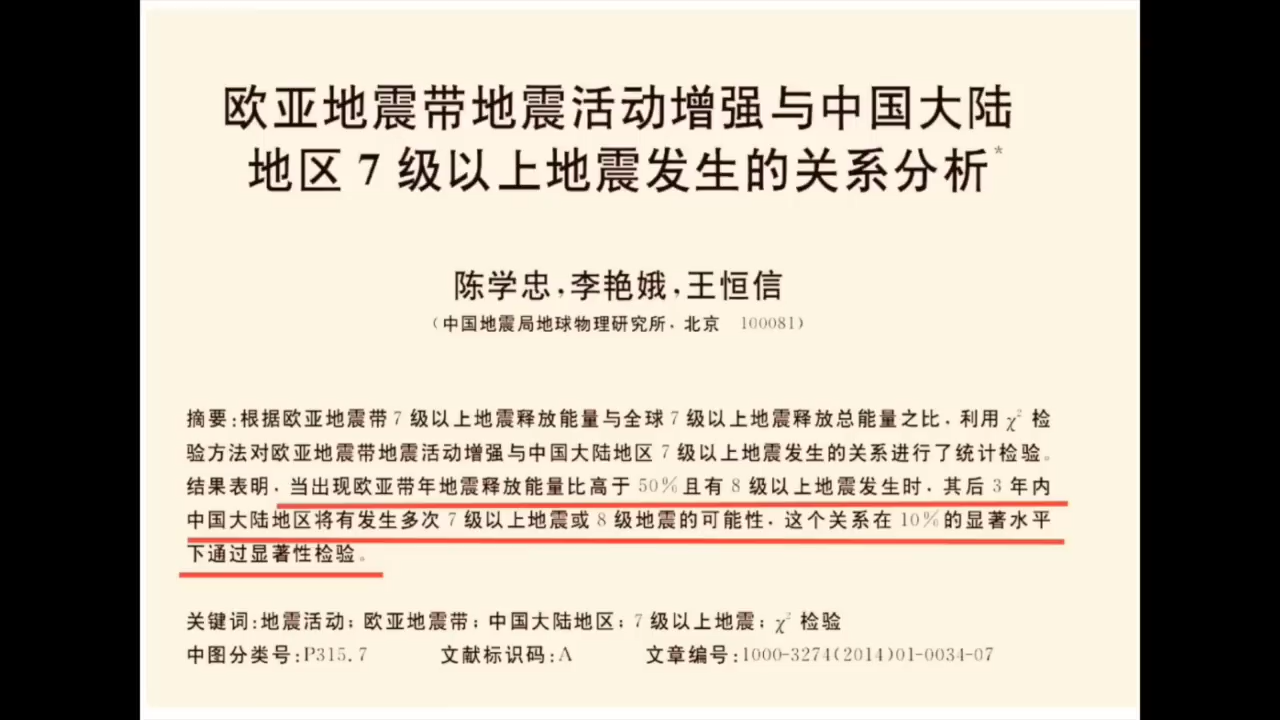 欧亚地震带地震活动增强与中国大陆
地区7级以上地震发生的关系分析*
陈学忠,李艳娥,王恒信
(中国地震局地球物理研究所,北京 100081)
摘要:根据欧亚地震带7级以上地震释放能量与全球7级以上地震释放总能量之比,利用χ²检
验方法对欧亚地震带地震活动增强与中国大陆地区7级以上地震发生的关系进行了统计检验。
结果表明,当出现欧亚带年地震释放能量比高于50%且有8级以上地震发生时,其后3年内
中国大陆地区将有发生多次7级以上地震或8级地震的可能性,这个关系在10%的显著水平
下通过显著性检验。
关键词:地震活动;欧亚地震带;中国大陆地区;7级以上地震;χ²检验
中图分类号:P315.7 文献标识码:A 文章编号:1000-3274(2014)01-0034-07